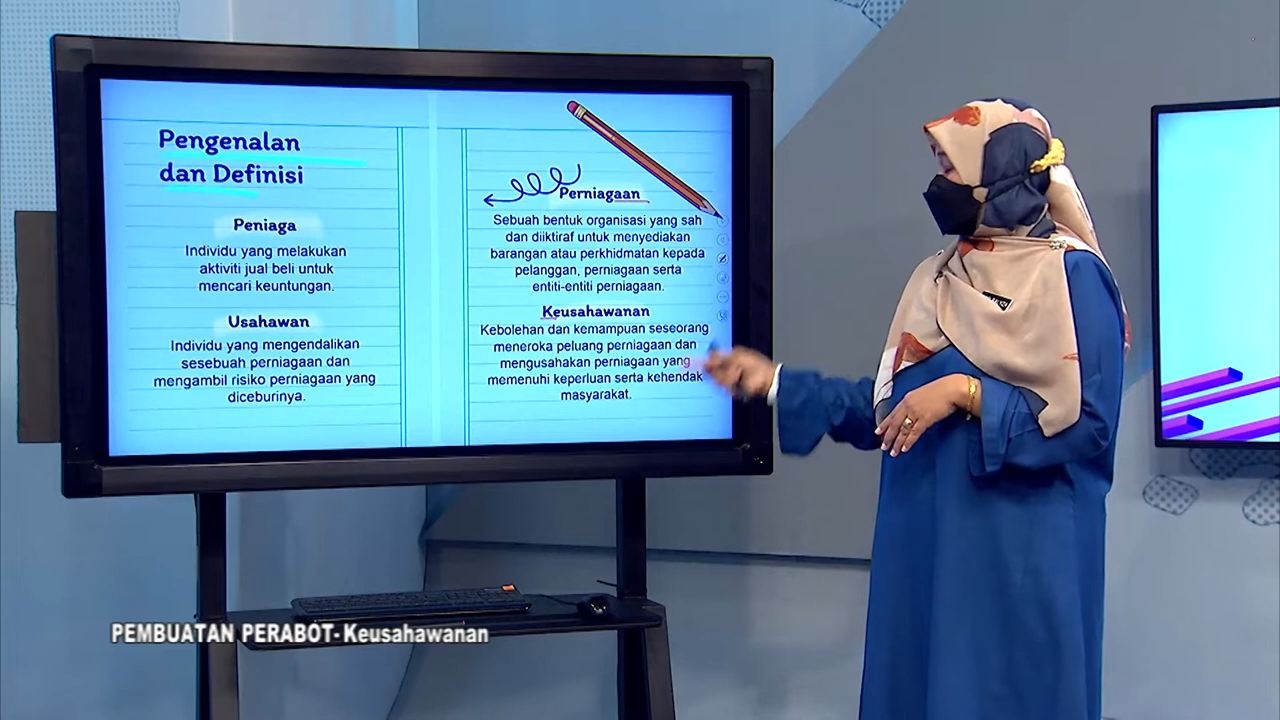 Pengenalan
dan Definisi
Peniaga
Individu yang melakukan
aktiviti jual beli untuk
mencari keuntungan.
Usahawan
Individu yang mengendalikan
sesebuah perniagaan dan
mengambil risiko perniagaan yang
diceburinya.
Perniagaan
Sebuah bentuk organisasi yang sah
dan diiktiraf untuk menyediakan
barangan atau perkhidmatan kepada
pelanggan, perniagaan serta
entiti-entiti perniagaan.
Keusahawanan
Kebolehan dan kemampuan seseorang
meneroka peluang perniagaan dan
mengusahakan perniagaan yang
memenuhi keperluan serta kehendak
masyarakat.
PEMBUATAN PERABOT- Keusahawanan